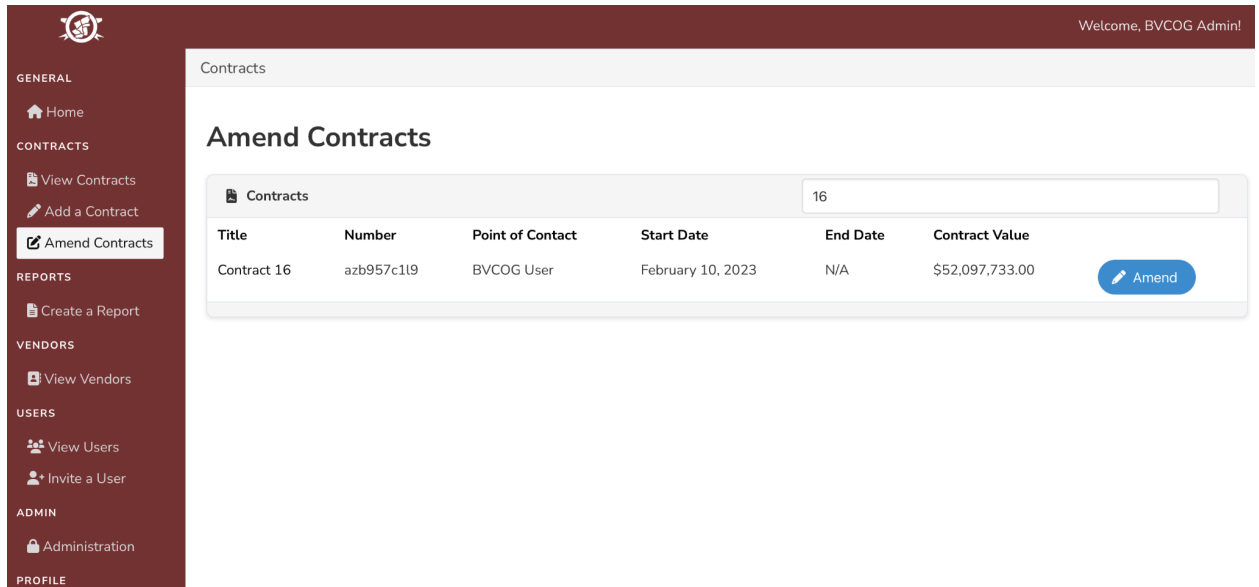 Welcome, BVCOG Admin!
GENERAL
Home
CONTRACTS
View Contracts
Add a Contract
Amend Contracts
REPORTS
Create a Report
VENDORS
View Vendors
USERS
View Users
Invite a User
ADMIN
Administration
PROFILE
Contracts
Amend Contracts
Contracts 16
Title Number Point of Contact Start Date End Date Contract Value
Contract 16 azb957c1l9 BVCOG User February 10, 2023 N/A $52,097,733.00 Amend